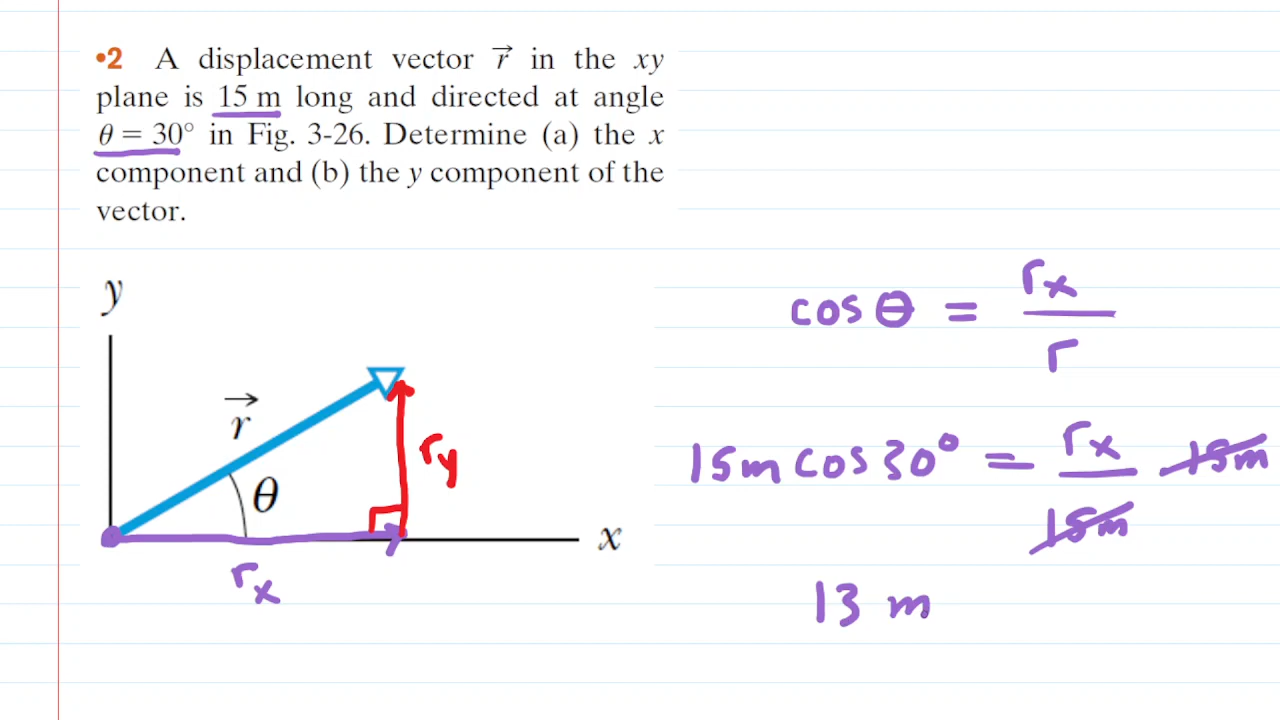 •2 A displacement vector r⃗ in the xy
plane is 15 m long and directed at angle
θ = 30° in Fig. 3-26. Determine (a) the x
component and (b) the y component of the
vector.
y
r⃗
θ
x
rx
ry
cos θ = rx / r
15m cos 30° = rx / 15m 15m
13 m